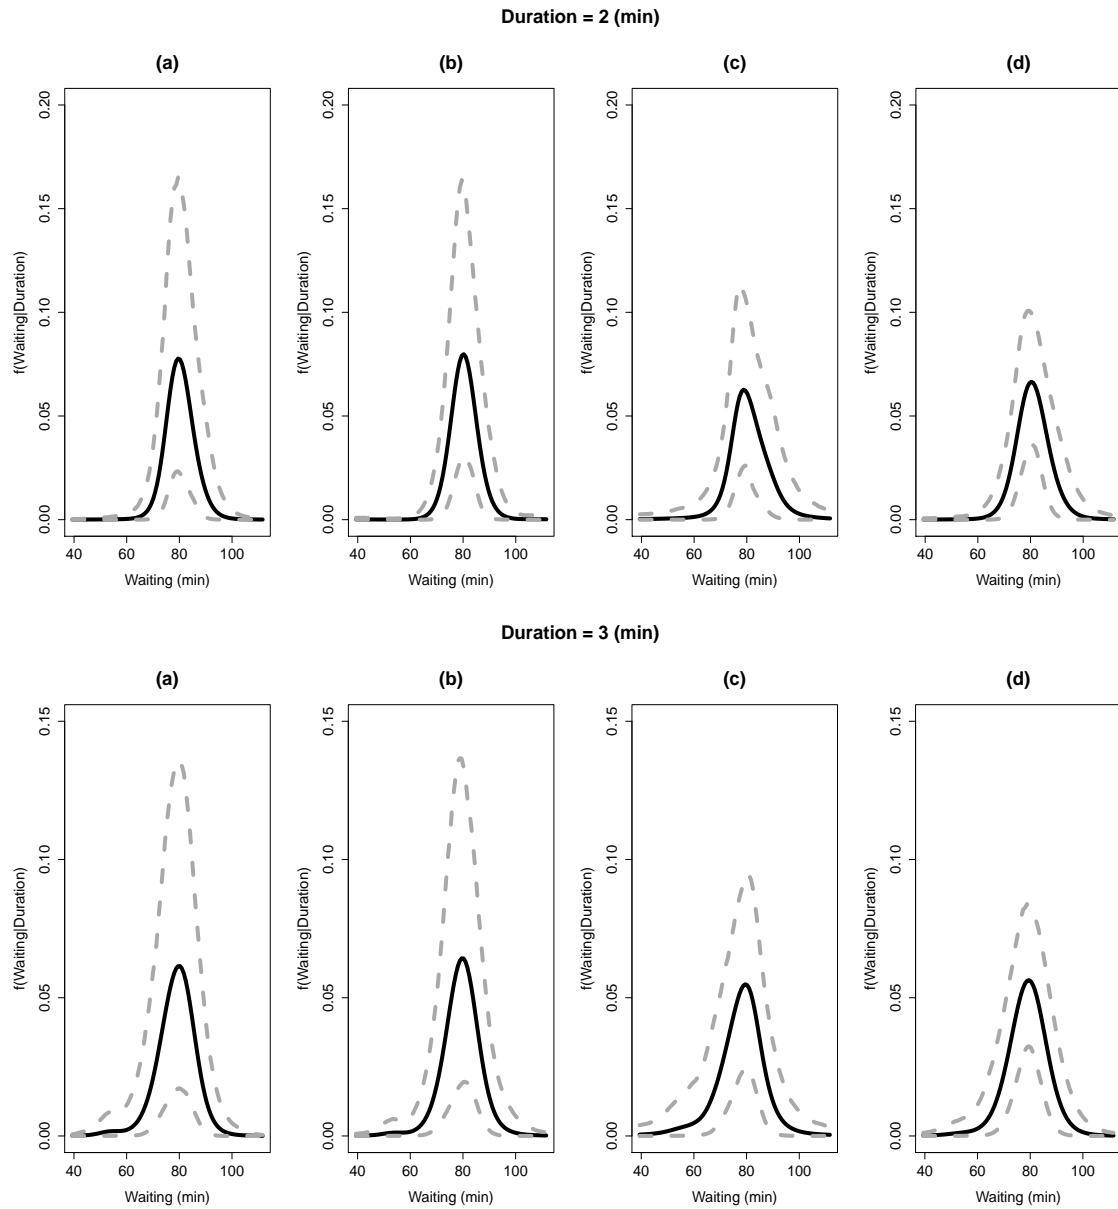 Duration = 2 (min)
(a) (b) (c) (d)
0.20 0.20 0.20 0.20
0.15 0.15 0.15 0.15
0.10 0.10 0.10 0.10
0.05 0.05 0.05 0.05
0.00 0.00 0.00 0.00
f(Waiting|Duration) f(Waiting|Duration) f(Waiting|Duration) f(Waiting|Duration)
40 60 80 100 40 60 80 100 40 60 80 100 40 60 80 100
Waiting (min) Waiting (min) Waiting (min) Waiting (min)
Duration = 3 (min)
(a) (b) (c) (d)
0.15 0.15 0.15 0.15
0.10 0.10 0.10 0.10
0.05 0.05 0.05 0.05
0.00 0.00 0.00 0.00
f(Waiting|Duration) f(Waiting|Duration) f(Waiting|Duration) f(Waiting|Duration)
40 60 80 100 40 60 80 100 40 60 80 100 40 60 80 100
Waiting (min) Waiting (min) Waiting (min) Waiting (min)